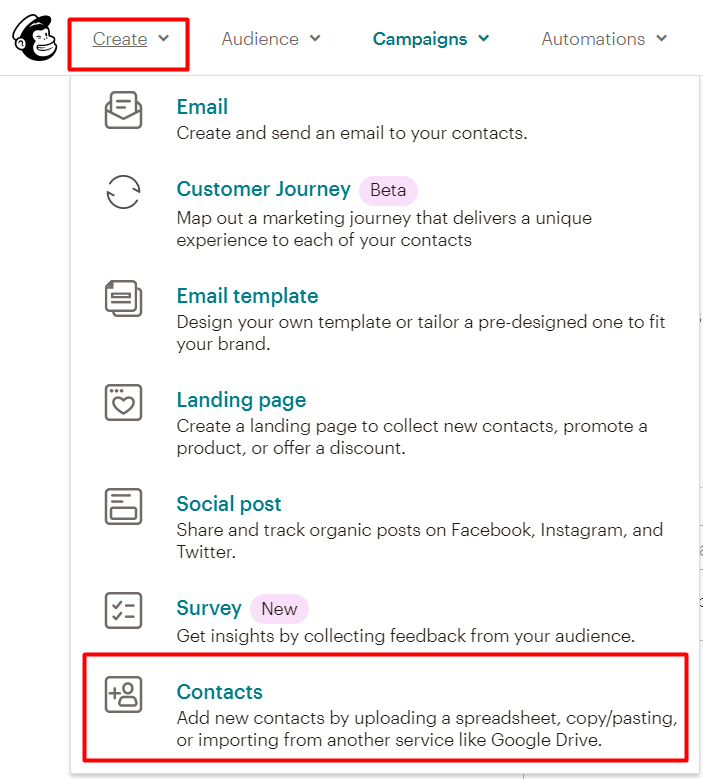 Create Audience Campaigns Automations
Email
Create and send an email to your contacts.
Customer Journey Beta
Map out a marketing journey that delivers a unique
experience to each of your contacts
Email template
Design your own template or tailor a pre-designed one to fit
your brand.
Landing page
Create a landing page to collect new contacts, promote a
product, or offer a discount.
Social post
Share and track organic posts on Facebook, Instagram, and
Twitter.
Survey New
Get insights by collecting feedback from your audience.
Contacts
Add new contacts by uploading a spreadsheet, copy/pasting,
or importing from another service like Google Drive.